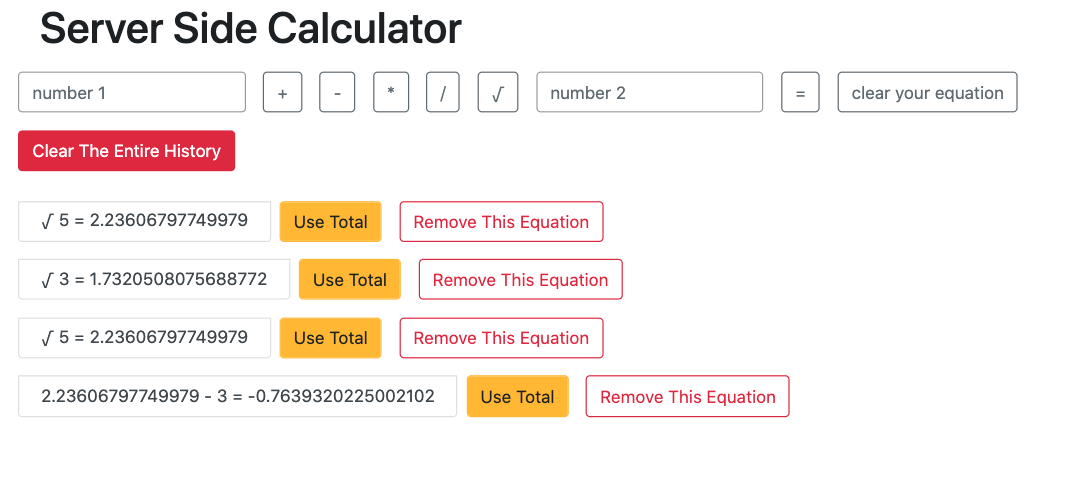 Server Side Calculator
number 1 + - * / √ number 2 = clear your equation
Clear The Entire History
√ 5 = 2.23606797749979 Use Total Remove This Equation
√ 3 = 1.7320508075688772 Use Total Remove This Equation
√ 5 = 2.23606797749979 Use Total Remove This Equation
2.23606797749979 - 3 = -0.7639320225002102 Use Total Remove This Equation